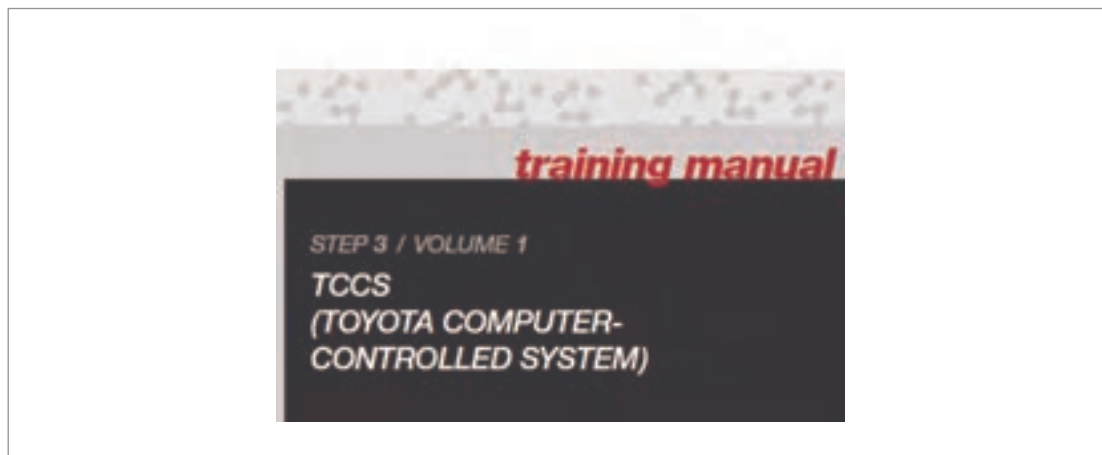 training manual
STEP 3 / VOLUME 1
TCCS
(TOYOTA COMPUTER-
CONTROLLED SYSTEM)